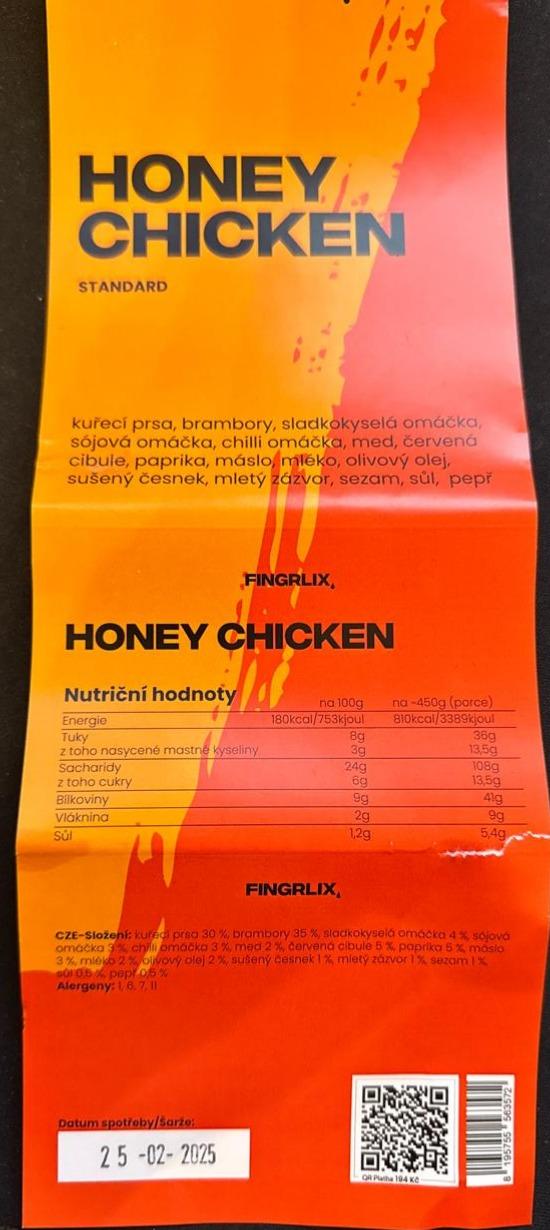 HONEY
CHICKEN
STANDARD
kuřecí prsa, brambory, sladkokyselá omáčka,
sójová omáčka, chilli omáčka, med, červená
cibule, paprika, máslo, mléko, olivový olej,
sušený česnek, mletý zázvor, sezam, sůl, pepř
FINGRLIX
HONEY CHICKEN
Nutriční hodnoty na 100g na ~450g (porce)
Energie 180kcal/753kjoul 810kcal/3389kjoul
Tuky 8g 36g
z toho nasycené mastné kyseliny 3g 13,5g
Sacharidy 24g 108g
z toho cukry 6g 13,5g
Bílkoviny 9g 41g
Vláknina 2g 9g
Sůl 1,2g 5,4g
FINGRLIX
CZE-Složení: kuřecí prsa 30 %, brambory 35 %, sladkokyselá omáčka 4 %, sójová
omáčka 3 %, chilli omáčka 3 %, med 2 %, červená cibule 5 %, paprika 5 %, máslo
3 %, mléko 2 %, olivový olej 2 %, sušený česnek 1 %, mletý zázvor 1 %, sezam 1 %,
sůl 0,5 %, pepř 0,5 %
Alergeny: 1, 6, 7, 11
Datum spotřeby/Šarže:
25 -02- 2025
QR Platba 194 Kč
8 195755 563572